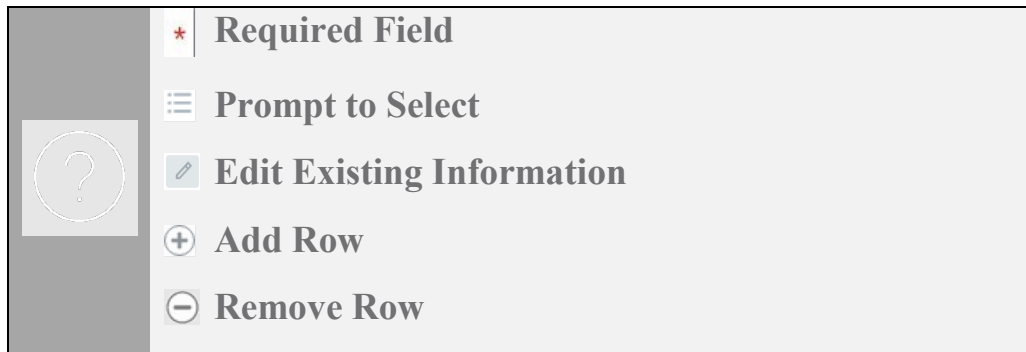 * Required Field
Prompt to Select
Edit Existing Information
Add Row
Remove Row